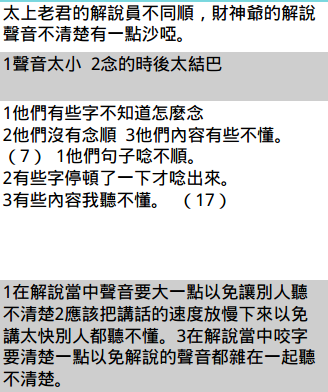 太上老君的解說員不同順，財神爺的解說
聲音不清楚有一點沙啞。
1聲音太小 2念的時後太結巴
1他們有些字不知道怎麼念
2他們沒有念順 3他們內容有些不懂。
（7） 1他們句子唸不順。
2有些字停頓了一下才唸出來。
3有些內容我聽不懂。 （17）
1在解說當中聲音要大一點以免讓別人聽
不清楚2應該把講話的速度放慢下來以免
講太快別人都聽不懂。3在解說當中咬字
要清楚一點以免解說的聲音都雜在一起聽
不清楚。